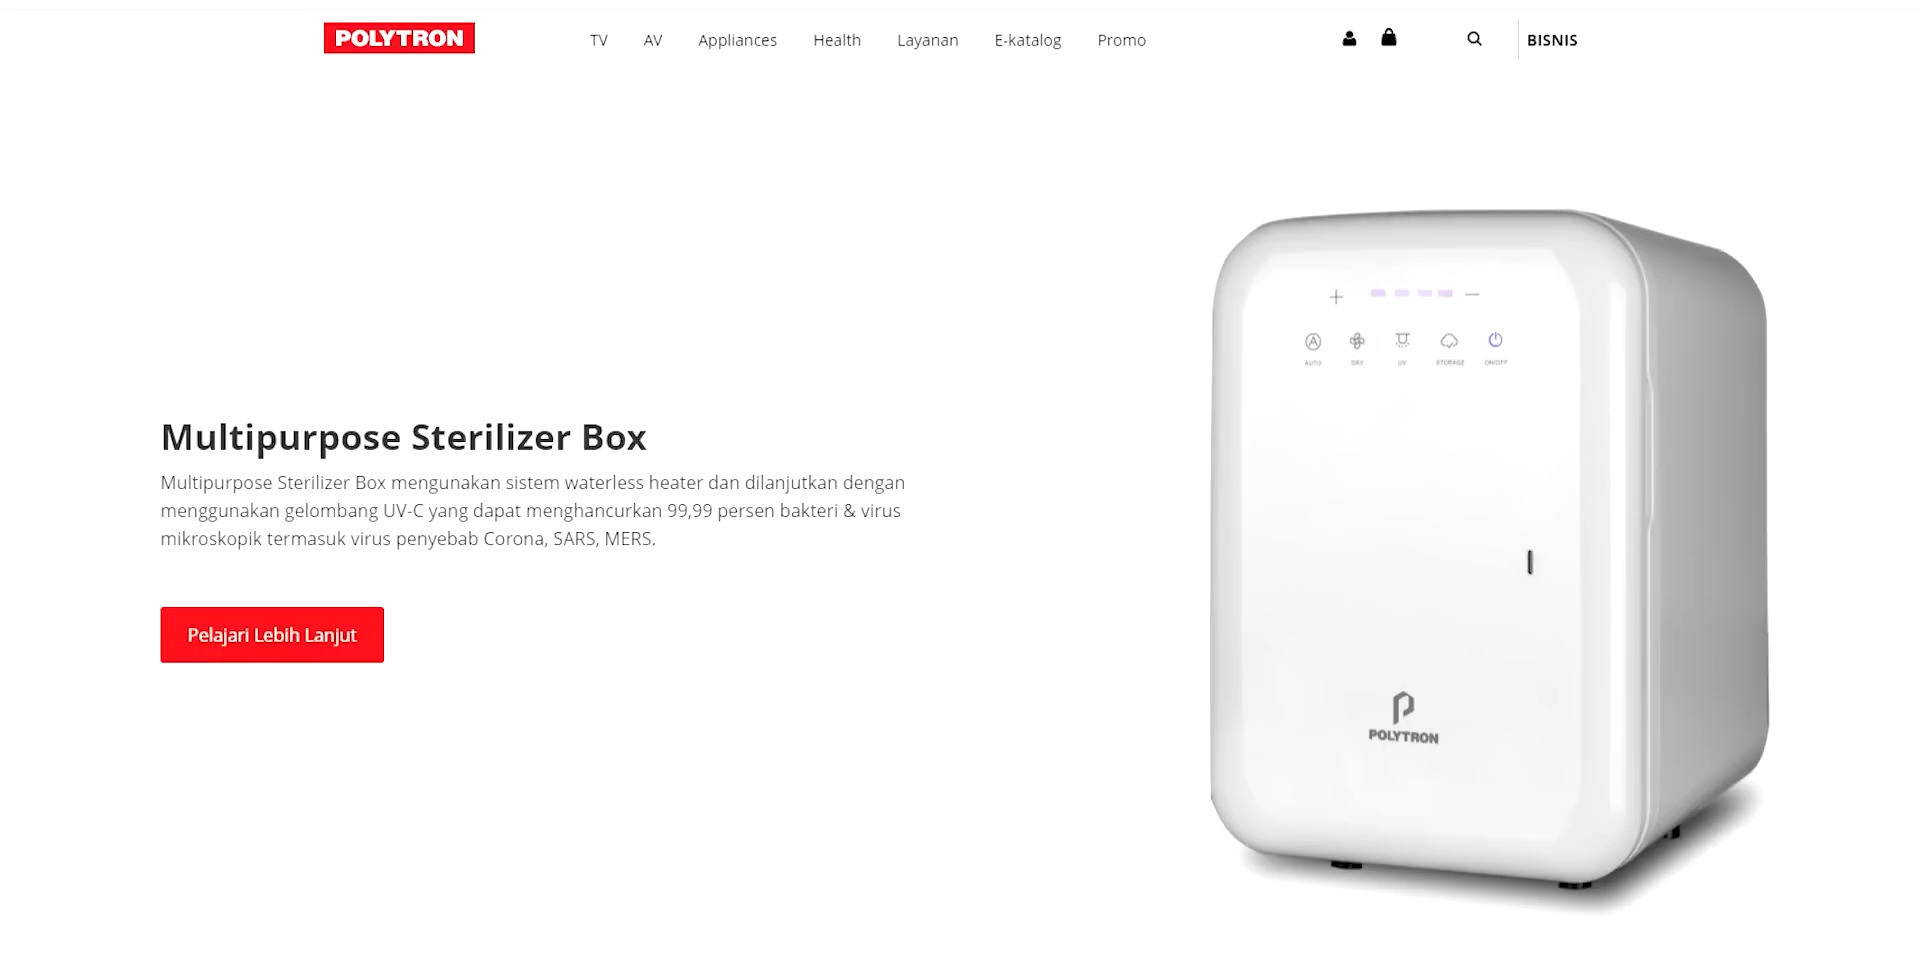 POLYTRON
TV
AV
Appliances
Health
Layanan
E-katalog
Promo
BISNIS
Multipurpose Sterilizer Box
Multipurpose Sterilizer Box mengunakan sistem waterless heater dan dilanjutkan dengan
menggunakan gelombang UV-C yang dapat menghancurkan 99,99 persen bakteri & virus
mikroskopik termasuk virus penyebab Corona, SARS, MERS.
Pelajari Lebih Lanjut
AUTO
DRY
UV
STORAGE
ON/OFF
POLYTRON